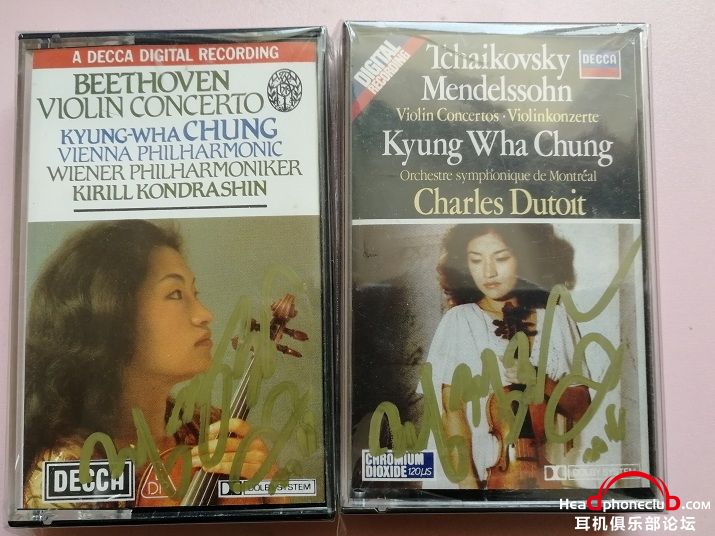 A DECCA DIGITAL RECORDING
BEETHOVEN
VIOLIN CONCERTO
KYUNG-WHA CHUNG
VIENNA PHILHARMONIC
WIENER PHILHARMONIKER
KIRILL KONDRASHIN
DECCA
DOLBY SYSTEM
DIGITAL
RECORDING
Tchaikovsky
Mendelssohn
DECCA
Violin Concertos · Violinkonzerte
Kyung Wha Chung
Orchestre symphonique de Montréal
Charles Dutoit
CHROMIUM
DIOXIDE 120µS
DOLBY SYSTEM
HeadphoneclubD.com
耳机俱乐部论坛